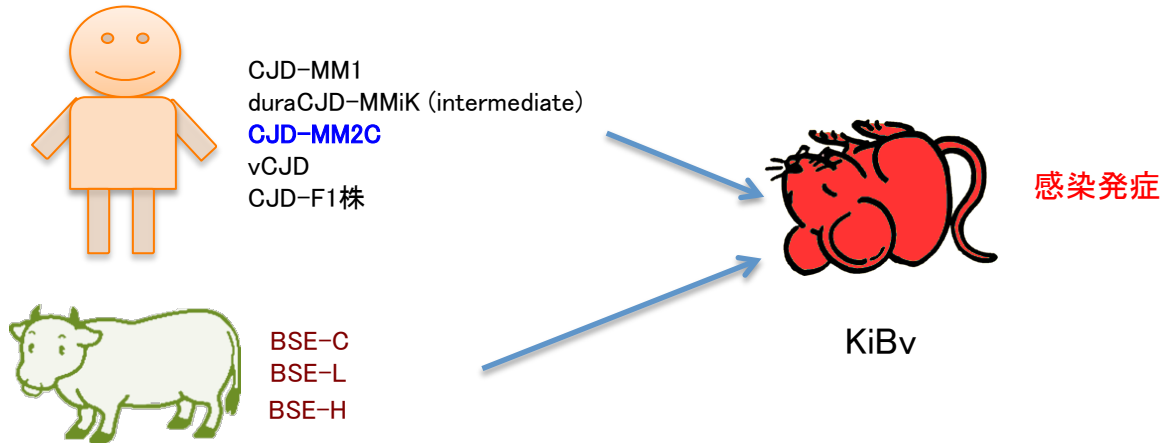 CJD-MM1
duraCJD-MMiK (intermediate)
CJD-MM2C
vCJD
CJD-F1株
感染発症
BSE-C
BSE-L
BSE-H
KiBv